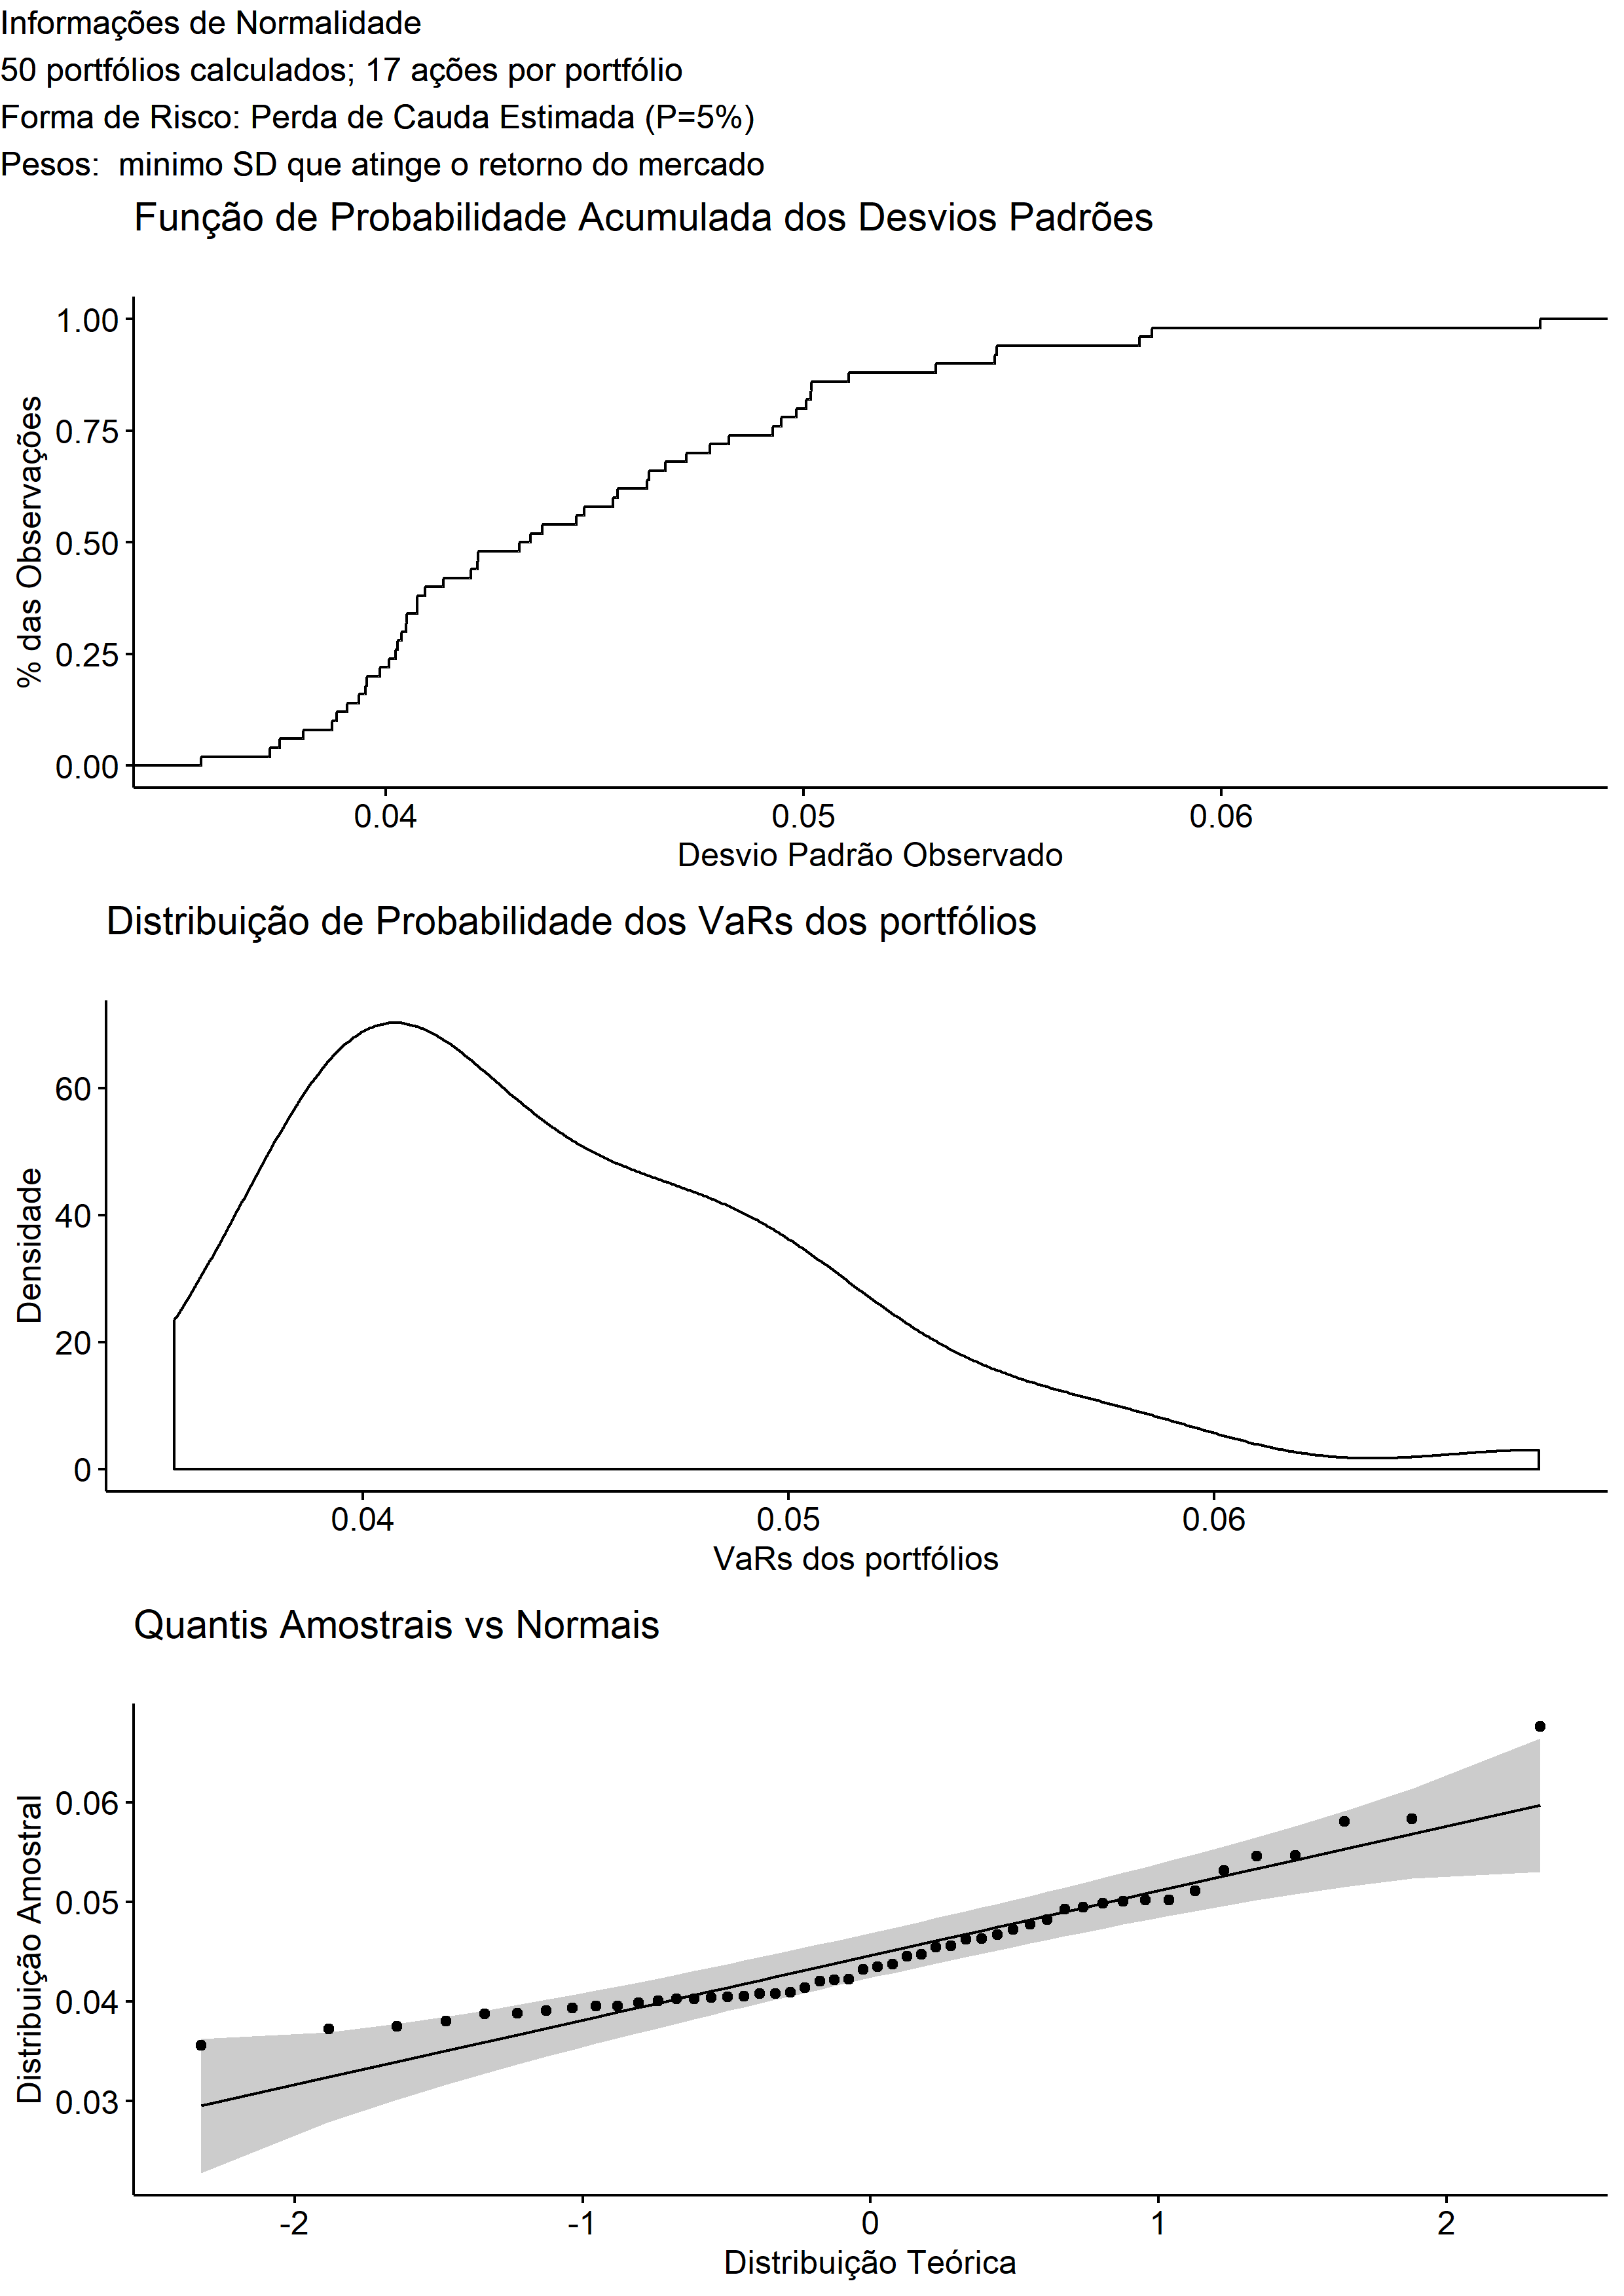 Informações de Normalidade
50 portfólios calculados; 17 ações por portfólio
Forma de Risco: Perda de Cauda Estimada (P=5%)
Pesos:  minimo SD que atinge o retorno do mercado
Função de Probabilidade Acumulada dos Desvios Padrões
% das Observações
1.00
0.75
0.50
0.25
0.00
0.04 0.05 0.06
Desvio Padrão Observado
Distribuição de Probabilidade dos VaRs dos portfólios
Densidade
60
40
20
0
0.04 0.05 0.06
VaRs dos portfólios
Quantis Amostrais vs Normais
Distribuição Amostral
0.06
0.05
0.04
0.03
-2 -1 0 1 2
Distribuição Teórica